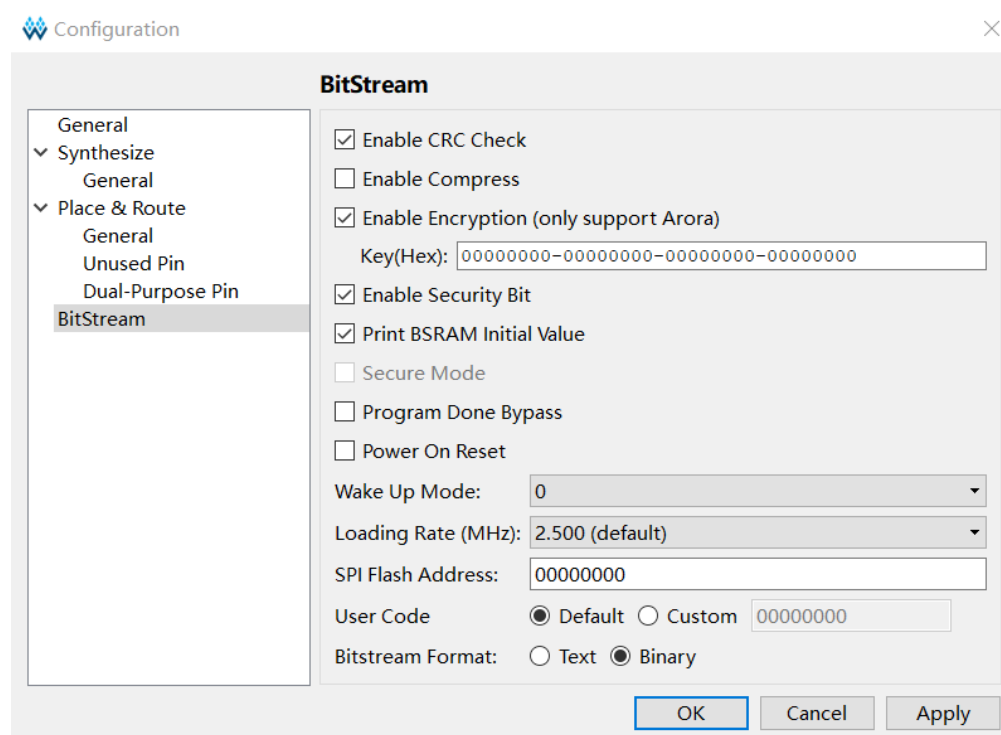 Configuration
BitStream
General
Synthesize
General
Place & Route
General
Unused Pin
Dual-Purpose Pin
BitStream
Enable CRC Check
Enable Compress
Enable Encryption (only support Arora)
Key(Hex): 00000000-00000000-00000000-00000000
Enable Security Bit
Print BSRAM Initial Value
Secure Mode
Program Done Bypass
Power On Reset
Wake Up Mode: 0
Loading Rate (MHz): 2.500 (default)
SPI Flash Address: 00000000
User Code Default Custom 00000000
Bitstream Format: Text Binary
OK Cancel Apply